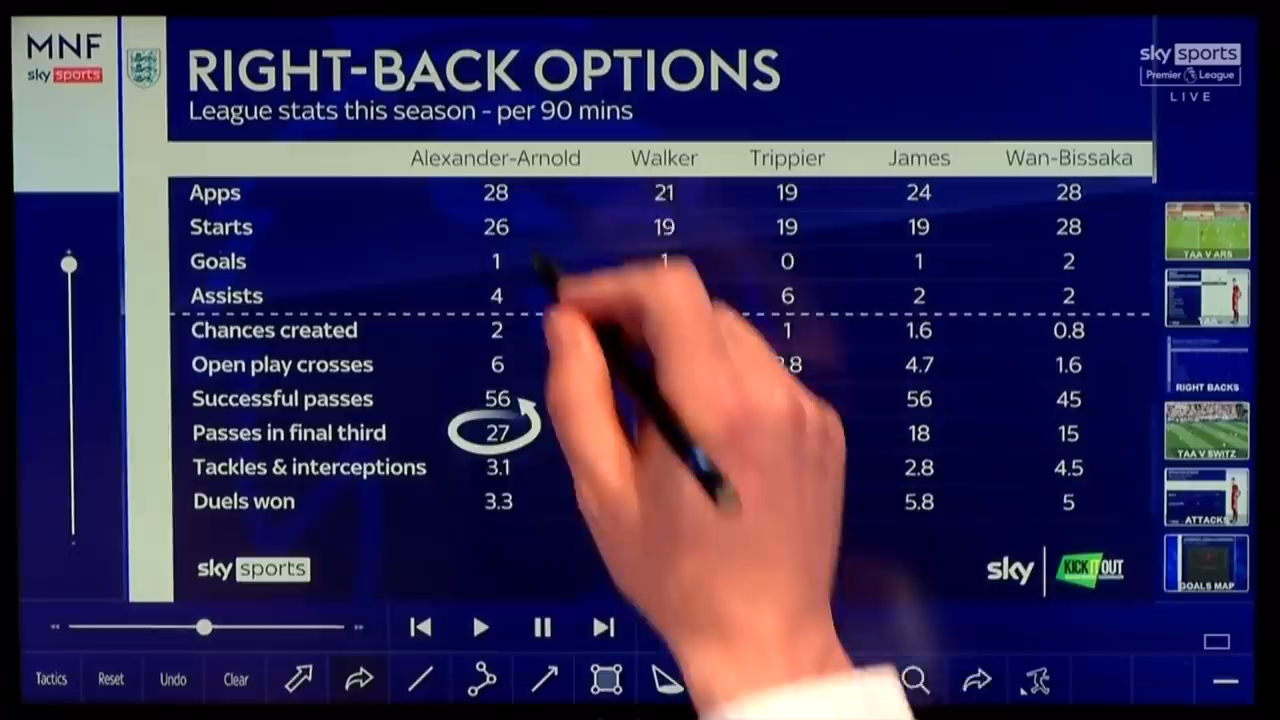 MNF
sky sports
RIGHT-BACK OPTIONS
League stats this season - per 90 mins
sky sports
Premier League
LIVE
Alexander-Arnold Walker Trippier James Wan-Bissaka
Apps 28 21 19 24 28
Starts 26 19 19 19 28
Goals 1 1 0 1 2
Assists 4 6 2 2
Chances created 2 1 1.6 0.8
Open play crosses 6 .8 4.7 1.6
Successful passes 56 56 45
Passes in final third 27 18 15
Tackles & interceptions 3.1 2.8 4.5
Duels won 3.3 5.8 5
sky sports
sky KICK IT OUT
TAA V ARS
TAA
RIGHT BACKS
TAA V SWITZ
ATTACKS
GOALS MAP
Tactics Reset Undo Clear